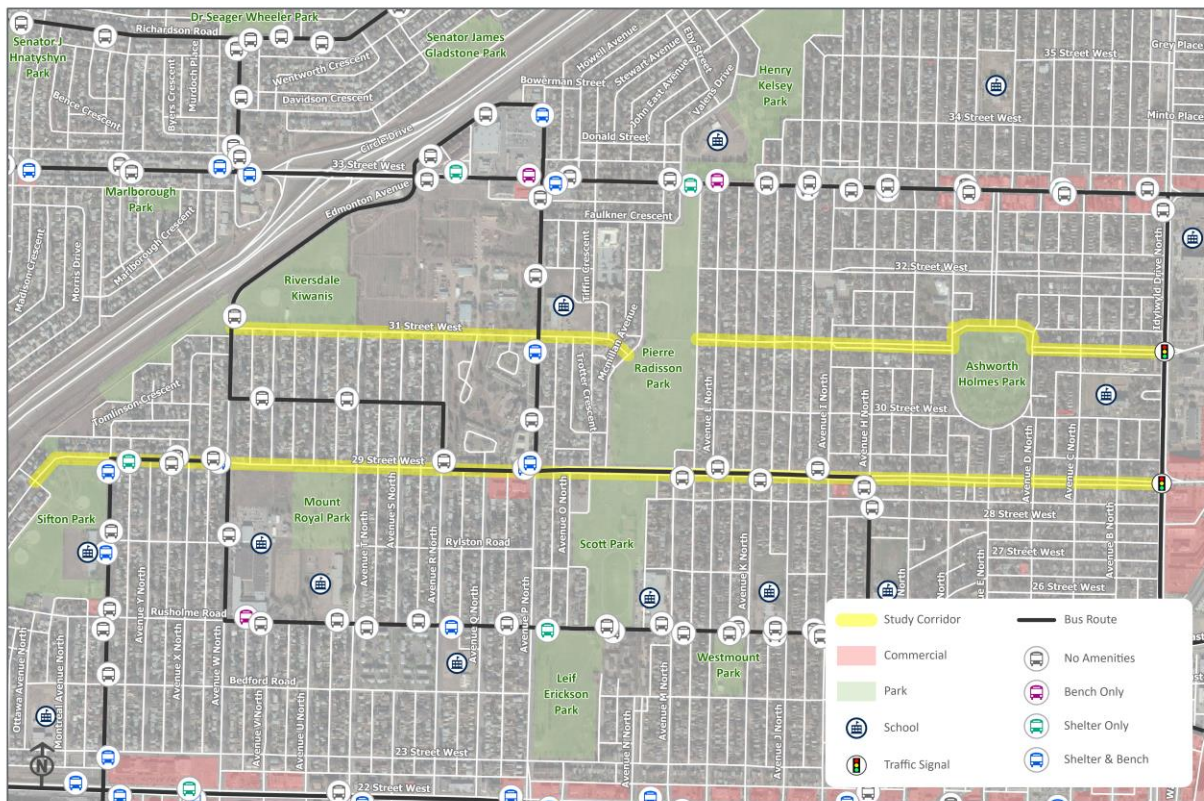 Dr Seager Wheeler Park
Richardson Road
Senator J
Hnatyshyn
Park
Byers Crescent
Murdoch Place
Wentworth Crescent
Davidson Crescent
Bence Crescent
Senator James
Gladstone Park
Bowerman Street
Howell Avenue
Stewart Avenue
John East Avenue
Eby Street
Valens Drive
Henry
Kelsey
Park
35 Street West
Grey Place
34 Street West
Minto Place
Donald Street
Circle Drive
33 Street West
Edmonton Avenue
Marlborough
Park
Madison Crescent
Morris Drive
Marlborough Crescent
Faulkner Crescent
Tiffin Crescent
Riversdale
Kiwanis
32 Street West
Idylwyld Drive North
31 Street West
Mcmillan Avenue
Trotter Crescent
Pierre
Radisson
Park
Ashworth
Holmes Park
Tomlinson Crescent
Avenue L North
Avenue I North
Avenue H North
30 Street West
Avenue D North
Avenue C North
29 Street West
Sifton Park
Mount
Royal Park
Avenue T North
Avenue S North
Avenue R North
Rylston Road
Avenue O North
Scott Park
28 Street West
27 Street West
26 Street West
Avenue K North
Avenue E North
Avenue B North
Avenue Y North
Avenue X North
Avenue W North
Rusholme Road
Avenue Q North
Avenue P North
Bedford Road
Avenue V North
Avenue U North
Leif
Erickson
Park
Westmount
Park
Avenue N North
Avenue M North
Avenue J North
Ottawa Avenue North
Montreal Avenue North
23 Street West
22 Street West
N
Study Corridor
Bus Route
Commercial
No Amenities
Park
Bench Only
School
Shelter Only
Traffic Signal
Shelter & Bench